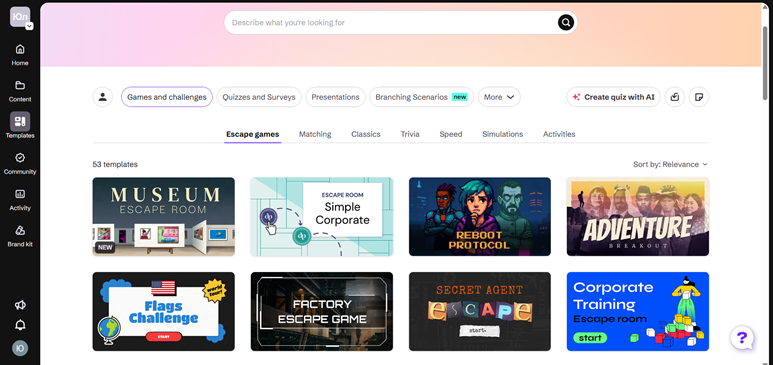 10n
Describe what you're looking for
Home
Content
Templates
Community
Activity
Brand kit
10
Games and challenges
Quizzes and Surveys
Presentations
Branching Scenarios new
More
Create quiz with AI
Escape games
Matching
Classics
Trivia
Speed
Simulations
Activities
53 templates
Sort by: Relevance
MUSEUM
ESCAPE ROOM
NEW
ESCAPE ROOM
Simple
Corporate
REBOOT
PROTOCOL
ADVENTURE
BREAKOUT
Flags
Challenge
START
world
tour!
FACTORY
ESCAPE GAME
SECRET AGENT
ESCAPE
start.
Corporate
Training
Escape room
start
?